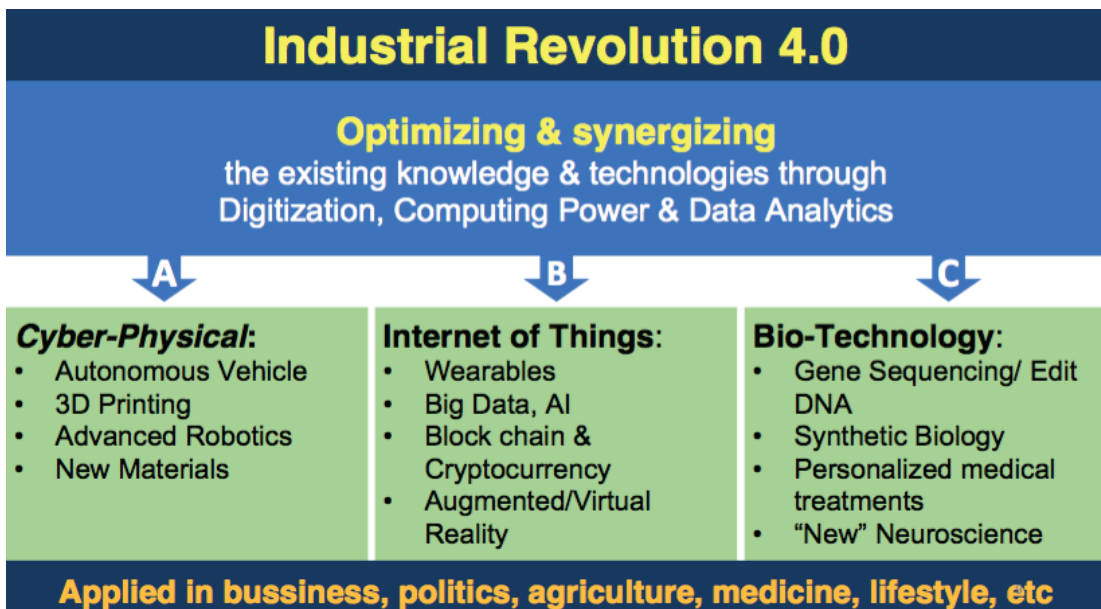 Industrial Revolution 4.0
Optimizing & synergizing
the existing knowledge & technologies through
Digitization, Computing Power & Data Analytics
A
B
C
Cyber-Physical:
• Autonomous Vehicle
• 3D Printing
• Advanced Robotics
• New Materials
Internet of Things:
• Wearables
• Big Data, AI
• Block chain &
Cryptocurrency
• Augmented/Virtual
Reality
Bio-Technology:
• Gene Sequencing/ Edit
DNA
• Synthetic Biology
• Personalized medical
treatments
• “New” Neuroscience
Applied in bussiness, politics, agriculture, medicine, lifestyle, etc